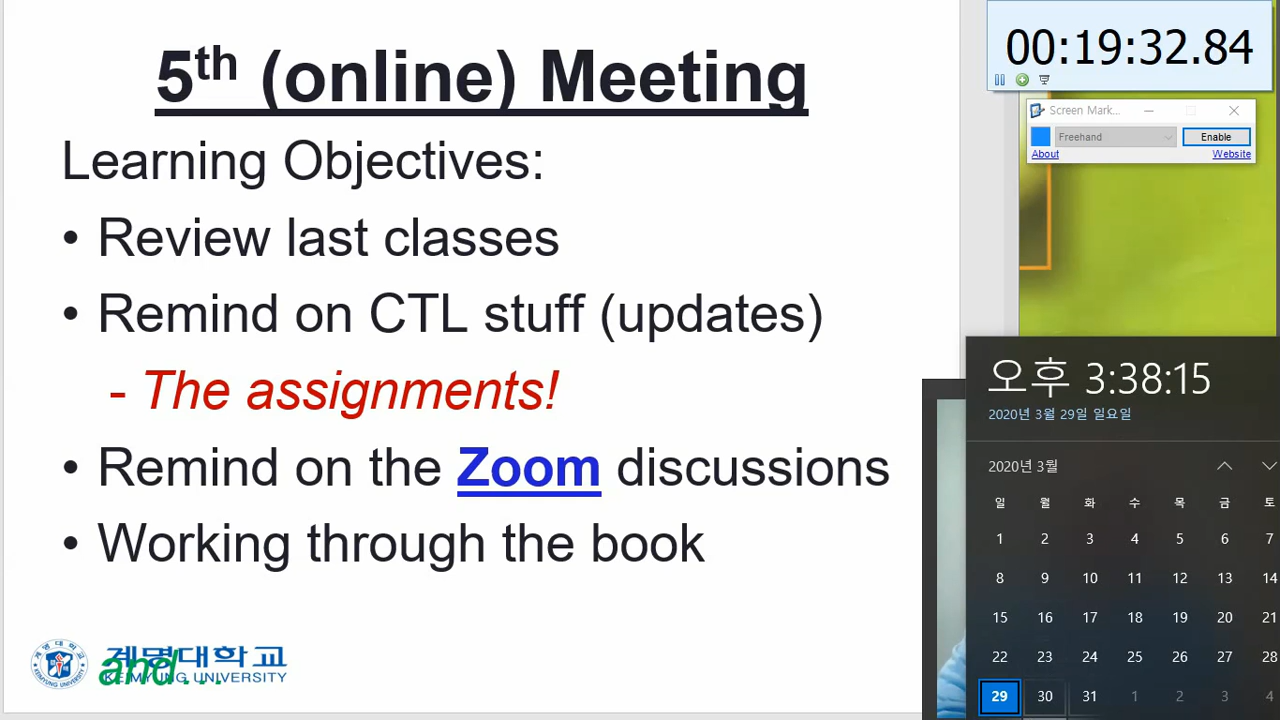 5th (online) Meeting
Learning Objectives:
• Review last classes
• Remind on CTL stuff (updates)
- The assignments!
• Remind on the Zoom discussions
• Working through the book
계명대학교
and...
KEIMYUNG UNIVERSITY
00:19:32.84
Screen Mark...
Freehand
Enable
About
Website
오후 3:38:15
2020년 3월 29일 일요일
2020년 3월
일 월 화 수 목 금 토
1 2 3 4 5 6 7
8 9 10 11 12 13 14
15 16 17 18 19 20 21
22 23 24 25 26 27 28
29 30 31 1 2 3 4